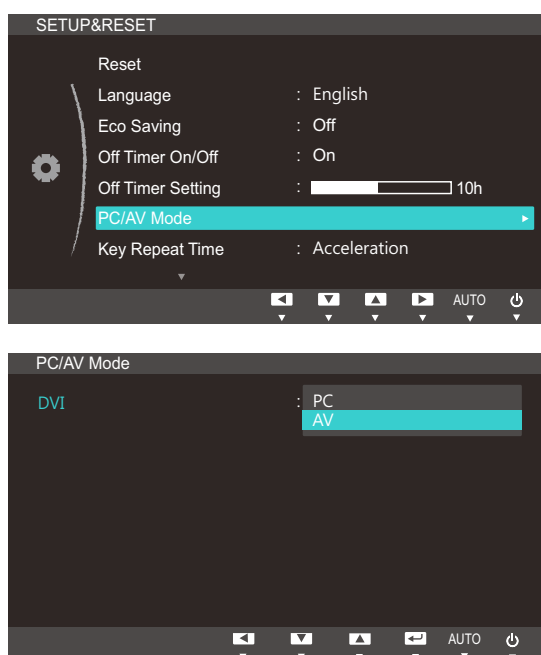 SETUP&RESET
Reset
Language : English
Eco Saving : Off
Off Timer On/Off : On
Off Timer Setting : 10h
PC/AV Mode
Key Repeat Time : Acceleration
AUTO
PC/AV Mode
DVI : PC
AV
AUTO